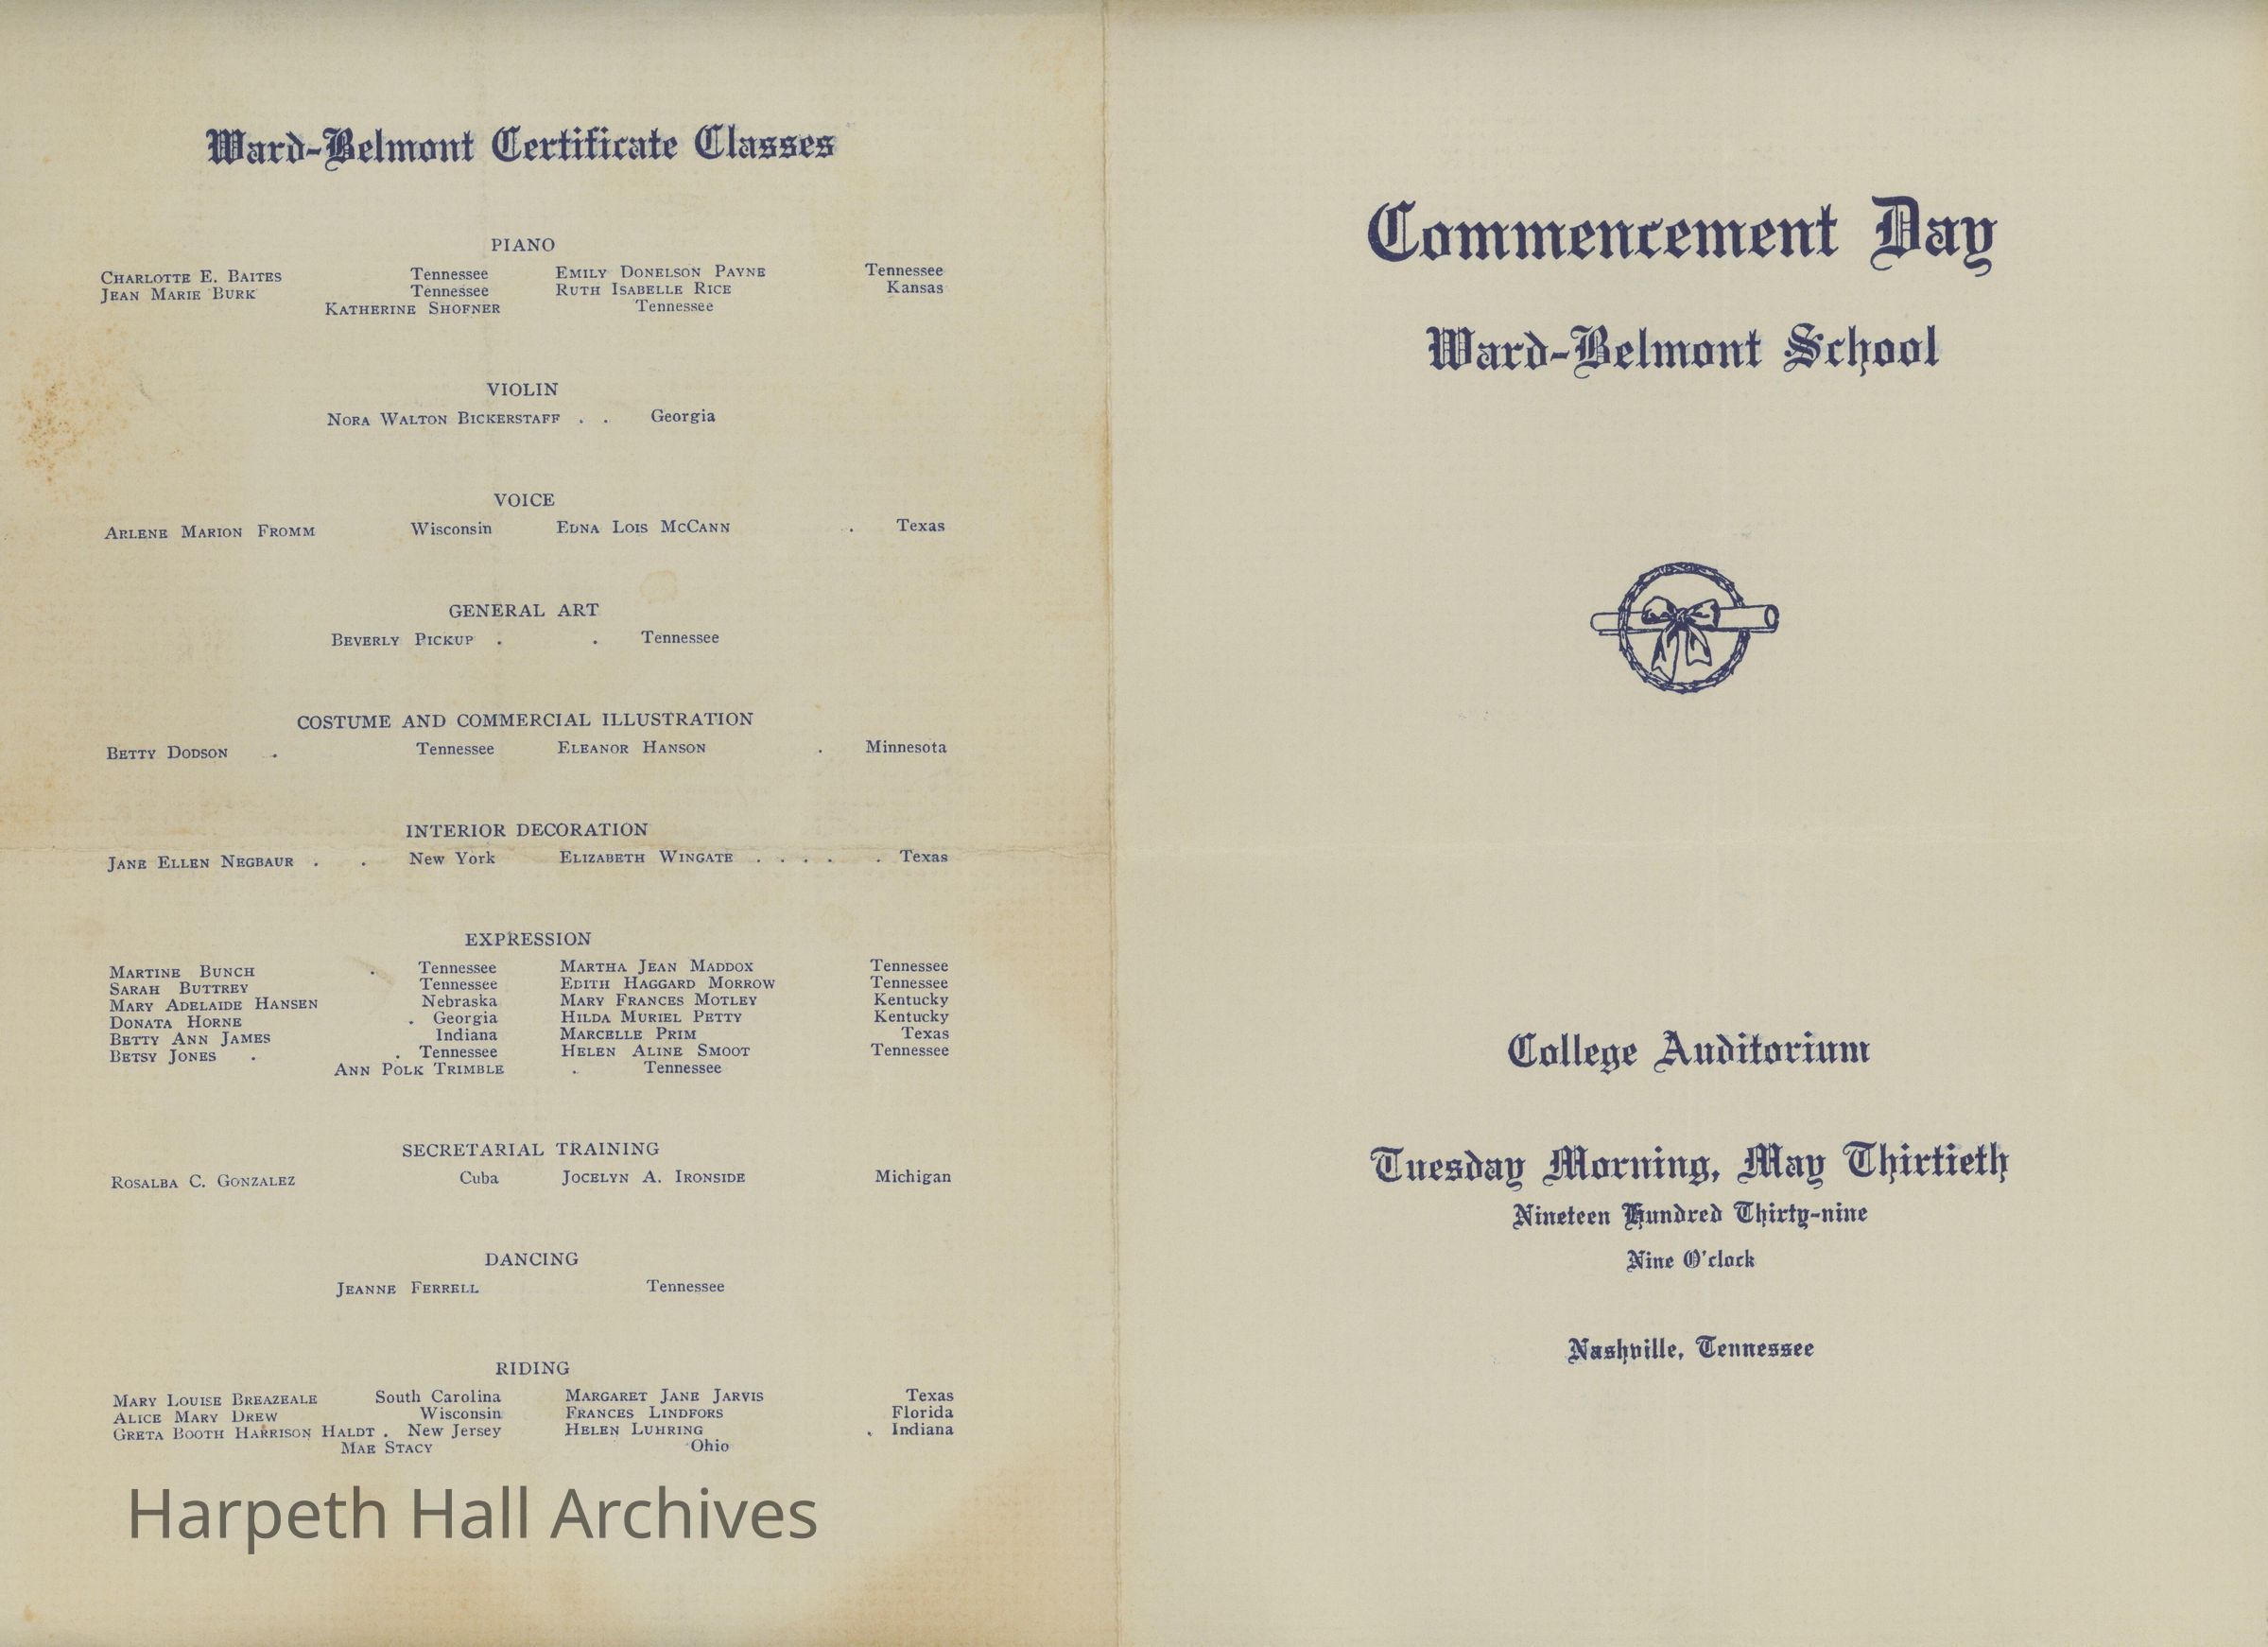 Ward-Belmont Certificate Classes
PIANO
CHARLOTTE E. BAITES Tennessee EMILY DONELSON PAYNE Tennessee
JEAN MARIE BURK Tennessee RUTH ISABELLE RICE Kansas
KATHERINE SHOFNER Tennessee
VIOLIN
NORA WALTON BICKERSTAFF . . Georgia
VOICE
ARLENE MARION FROMM Wisconsin EDNA LOIS MCCANN . Texas
GENERAL ART
BEVERLY PICKUP . . Tennessee
COSTUME AND COMMERCIAL ILLUSTRATION
BETTY DODSON . Tennessee ELEANOR HANSON . Minnesota
INTERIOR DECORATION
JANE ELLEN NEGBAUR . . New York ELIZABETH WINGATE . . . . . Texas
EXPRESSION
MARTINE BUNCH . Tennessee MARTHA JEAN MADDOX Tennessee
SARAH BUTTREY Tennessee EDITH HAGGARD MORROW Tennessee
MARY ADELAIDE HANSEN Nebraska MARY FRANCES MOTLEY Kentucky
DONATA HORNE . Georgia HILDA MURIEL PETTY Kentucky
BETTY ANN JAMES Indiana MARCELLE PRIM Texas
BETSY JONES . . Tennessee HELEN ALINE SMOOT Tennessee
ANN POLK TRIMBLE . Tennessee
SECRETARIAL TRAINING
ROSALBA C. GONZALEZ Cuba JOCELYN A. IRONSIDE Michigan
DANCING
JEANNE FERRELL Tennessee
RIDING
MARY LOUISE BREAZEALE South Carolina MARGARET JANE JARVIS Texas
ALICE MARY DREW Wisconsin FRANCES LINDFORS Florida
GRETA BOOTH HARRISON HALDT . New Jersey HELEN LUHRING . Indiana
MAE STACY Ohio
Harpeth Hall Archives
Commencement Day
Ward-Belmont School
College Auditorium
Tuesday Morning, May Thirtieth
Nineteen Hundred Thirty-nine
Nine O'clock
Nashville, Tennessee